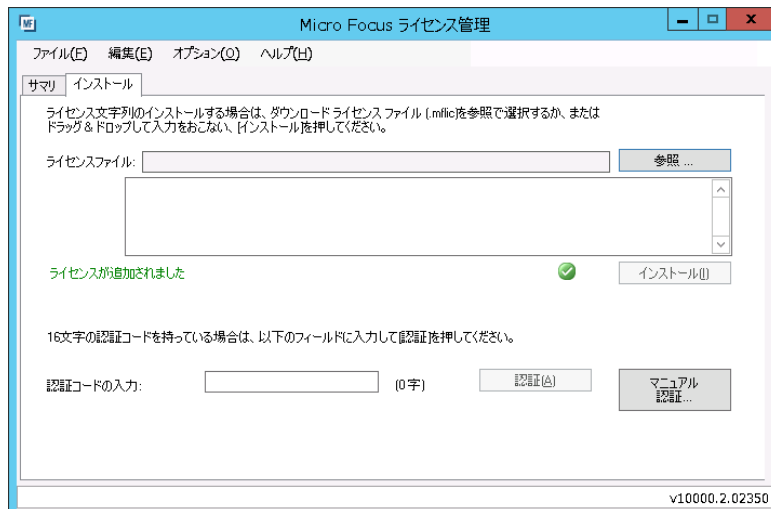 MF
Micro Focus ライセンス管理
ファイル(F) 編集(E) オプション(O) ヘルプ(H)
サマリ インストール
ライセンス文字列のインストールする場合は、ダウンロードライセンス ファイル (.mflic)を参照で選択するか、または
ドラッグ&ドロップして入力をおこない、[インストール]を押してください。
ライセンスファイル: 参照 ...
ライセンスが追加されました インストール(I)
16文字の認証コードを持っている場合は、以下のフィールドに入力して[認証]を押してください。
認証コードの入力: (0字) 認証(A) マニュアル
認証...
v10000.2.02350